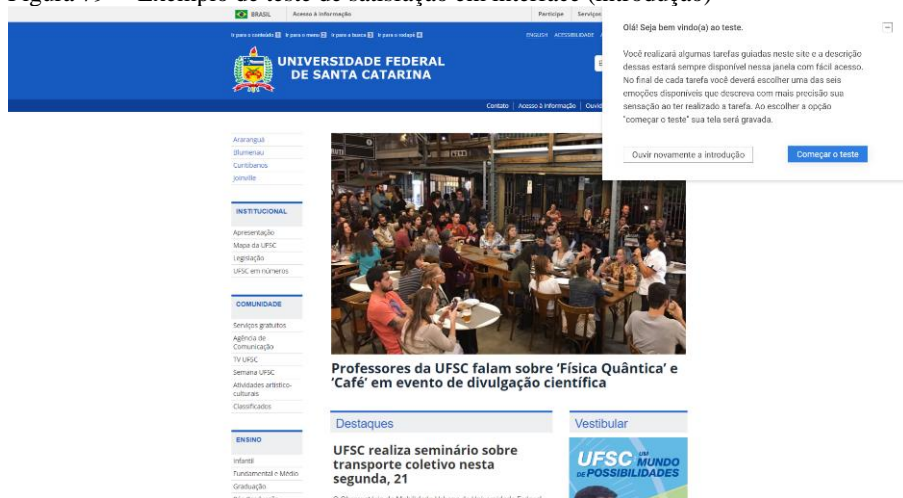 Figura 79 – Exemplo de teste de satisfação em interface (introdução)
BRASIL Acesso à informação Participe Serviços
Ir para o conteúdo 1 Ir para o menu 2 Ir para a busca 3 Ir para o rodapé 4 ENGLISH ACESSIBILIDADE
UNIVERSIDADE FEDERAL
DE SANTA CATARINA
Contato Acesso à Informação
Olá! Seja bem vindo(a) ao teste.
Você realizará algumas tarefas guiadas neste site e a descrição
dessas estará sempre disponível nessa janela com fácil acesso.
No final de cada tarefa você deverá escolher uma das seis
emoções disponíveis que descreva com mais precisão sua
sensação ao ter realizado a tarefa. Ao escolher a opção
"começar o teste" sua tela será gravada.
Ouvir novamente a introdução Começar o teste
Araranguá
Blumenau
Curitibanos
Joinville
INSTITUCIONAL
Apresentação
Mapa da UFSC
Legislação
UFSC em números
COMUNIDADE
Serviços gratuitos
Agência de
Comunicação
TV UFSC
Semana UFSC
Atividades artístico-
culturais
Classificados
ENSINO
Infantil
Fundamental e Médio
Graduação
Professores da UFSC falam sobre 'Física Quântica' e
'Café' em evento de divulgação científica
Destaques
UFSC realiza seminário sobre
transporte coletivo nesta
segunda, 21
Vestibular
UFSC UM MUNDO
DE POSSIBILIDADES